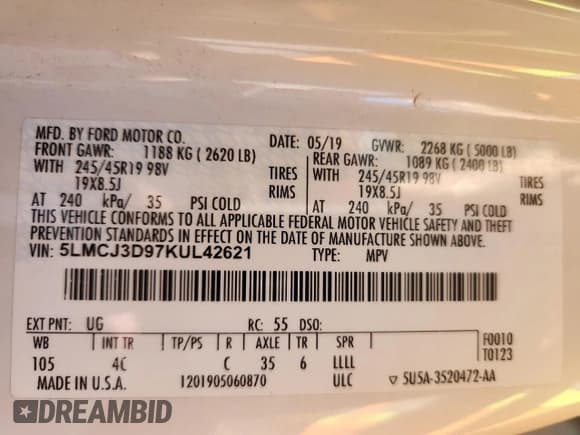 MFD. BY FORD MOTOR CO.
DATE: 05/19 GVWR: 2268 KG ( 5000 LB)
FRONT GAWR: 1188 KG ( 2620 LB) REAR GAWR: 1089 KG ( 2400 LB)
WITH 245/45R19 98V TIRES WITH 245/45R19 98V TIRES
19X8.5J RIMS 19X8.5J RIMS
AT 240 kPa/ 35 PSI COLD AT 240 kPa/ 35 PSI COLD
THIS VEHICLE CONFORMS TO ALL APPLICABLE FEDERAL MOTOR VEHICLE SAFETY AND THEFT
PREVENTION STANDARDS IN EFFECT ON THE DATE OF MANUFACTURE SHOWN ABOVE.
VIN: 5LMCJ3D97KUL42621 TYPE: MPV
EXT PNT: UG RC: 55 DSO:
WB INT TR TP/PS R AXLE TR SPR F0010
105 4C C 35 6 LLLL T0123
MADE IN U.S.A. 1201905060870 ULC ▽ 5U5A-3520472-AA
DREAMBID